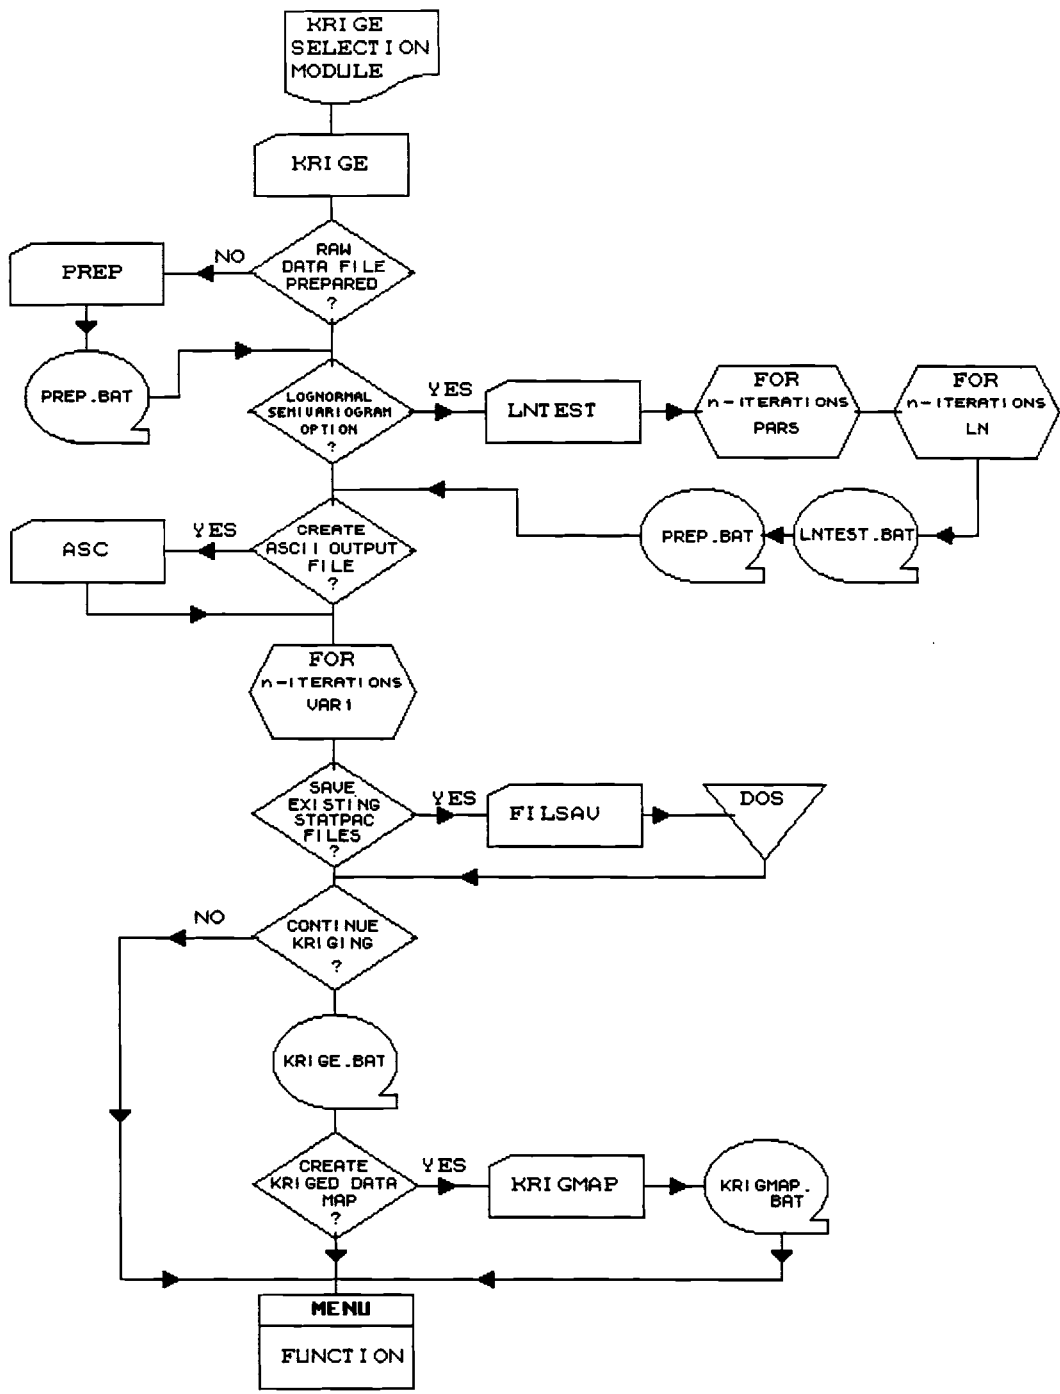 KRIGE
SELECTION
MODULE
KRIGE
RAW
DATA FILE
PREPARED
?
NO
PREP
PREP.BAT
LOGNORMAL
SEMIVARIOGRAM
OPTION
?
YES
LNTEST
FOR
n-ITERATIONS
PARS
FOR
n-ITERATIONS
LN
LNTEST.BAT
PREP.BAT
CREATE
ASCII OUTPUT
FILE
?
YES
ASC
FOR
n-ITERATIONS
VAR1
SAVE
EXISTING
STATPAC
FILES
?
YES
FILSAV
DOS
CONTINUE
KRIGING
?
NO
KRIGE.BAT
CREATE
KRIGED DATA
MAP
?
YES
KRIGMAP
KRIGMAP.
BAT
MENU
FUNCTION